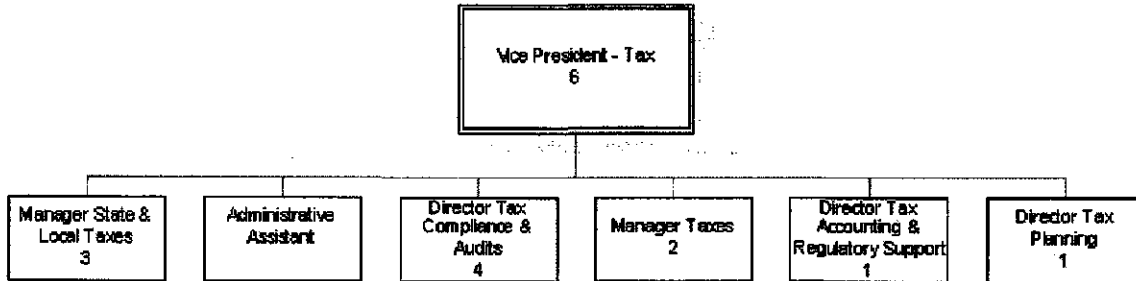 Vice President - Tax
6
Manager State &
Local Taxes
3
Administrative
Assistant
Director Tax
Compliance &
Audits
4
Manager Taxes
2
Director Tax
Accounting &
Regulatory Support
1
Director Tax
Planning
1